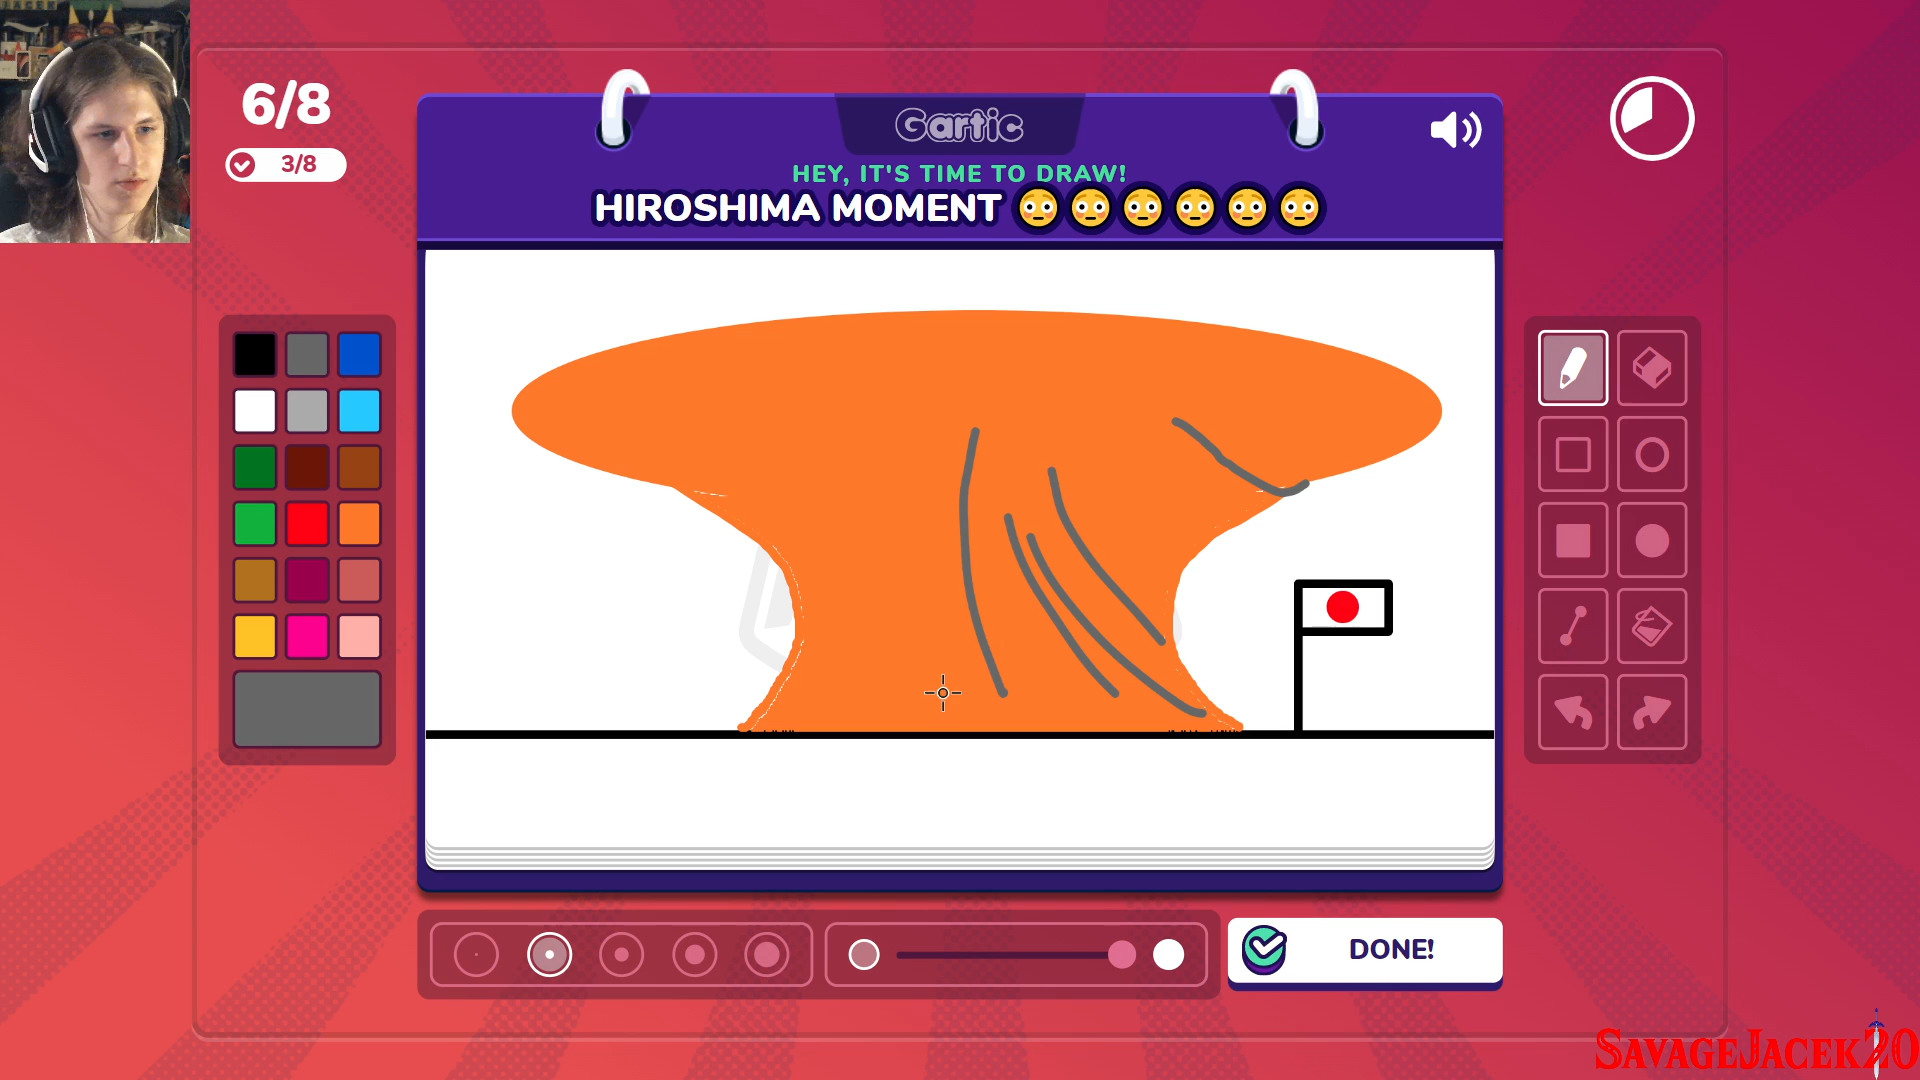 6/8
3/8
Gartic
HEY, IT'S TIME TO DRAW!
HIROSHIMA MOMENT 😳😳😳😳😳😳
DONE!
SAVAGEJACEK20